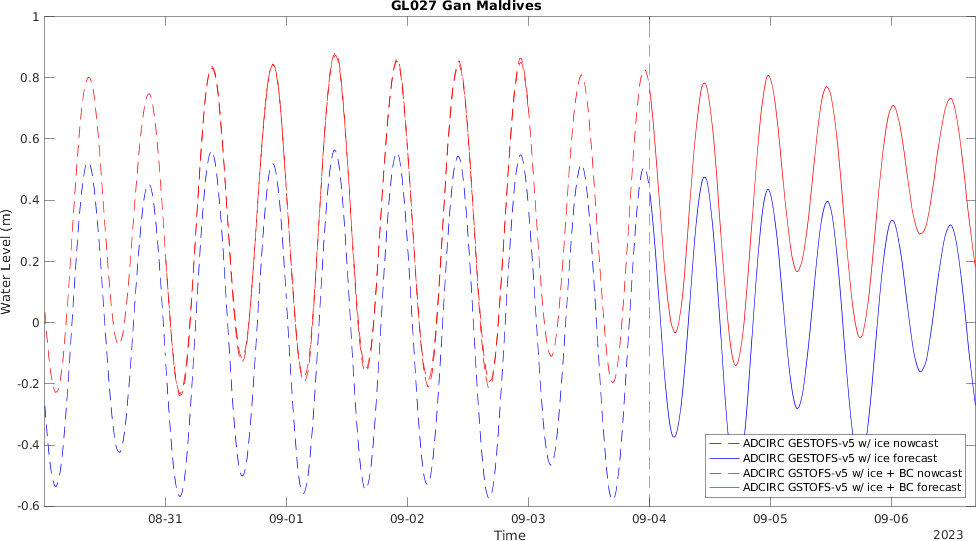 GL027 Gan Maldives
1
0.8
0.6
0.4
0.2
0
-0.2
-0.4
-0.6
Water Level (m)
08-31
09-01
09-02
09-03
09-04
09-05
09-06
Time
2023
ADCIRC GESTOFS-v5 w/ ice nowcast
ADCIRC GESTOFS-v5 w/ ice forecast
ADCIRC GSTOFS-v5 w/ ice + BC nowcast
ADCIRC GSTOFS-v5 w/ ice + BC forecast